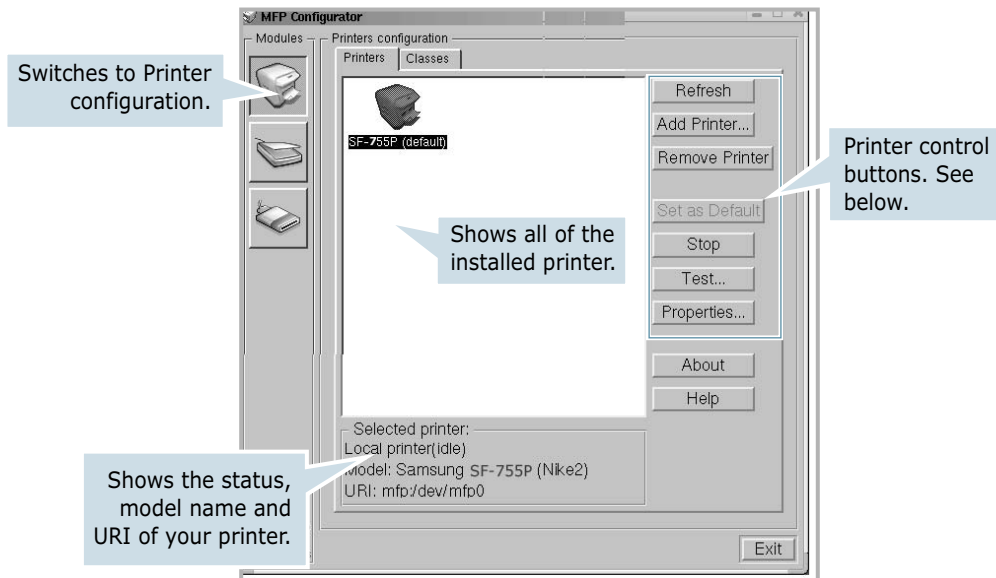 MFP Configurator
Modules
Printers configuration
Printers
Classes
Switches to Printer
configuration.
SF-755P (default)
Refresh
Add Printer...
Remove Printer
Set as Default
Stop
Test...
Properties...
About
Help
Printer control
buttons. See
below.
Shows all of the
installed printer.
Selected printer:
Local printer(idle)
Model: Samsung SF-755P (Nike2)
URI: mfp:/dev/mfp0
Shows the status,
model name and
URI of your printer.
Exit